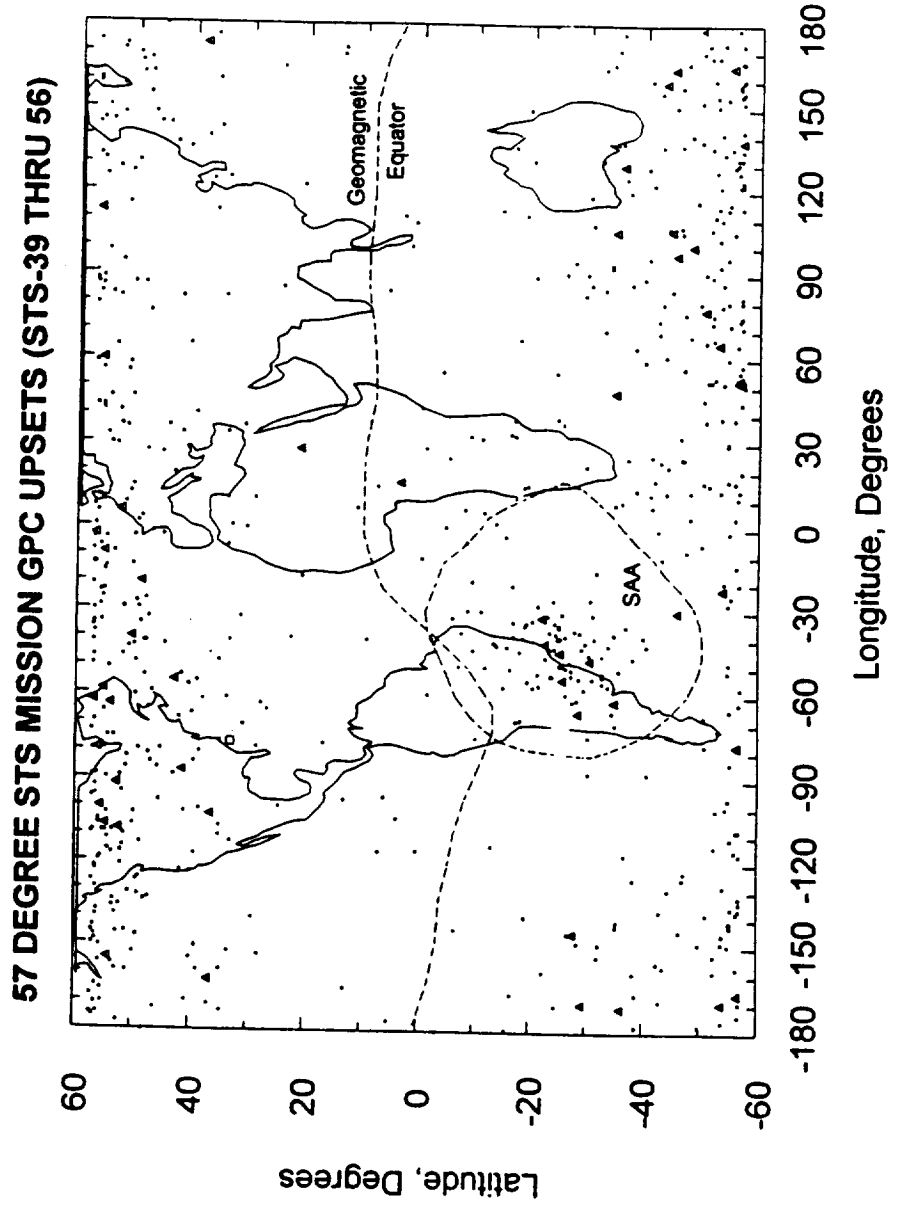 57 DEGREE STS MISSION GPC UPSETS (STS-39 THRU 56)
60
40
20
0
-20
-40
-60
Latitude, Degrees
Geomagnetic
Equator
SAA
-180 -150 -120 -90 -60 -30 0 30 60 90 120 150 180
Longitude, Degrees